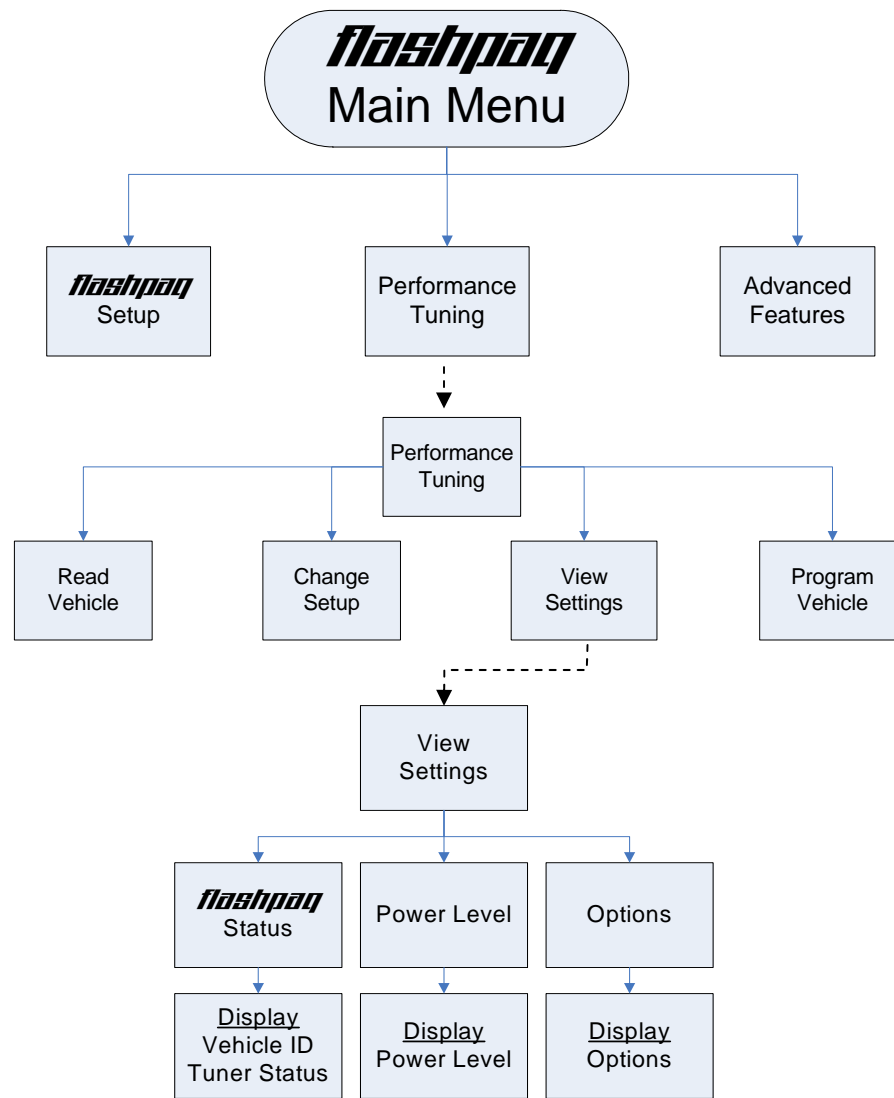 flashpaq
Main Menu
flashpaq
Setup
Performance
Tuning
Advanced
Features
Performance
Tuning
Read
Vehicle
Change
Setup
View
Settings
Program
Vehicle
View
Settings
flashpaq
Status
Power Level
Options
Display
Vehicle ID
Tuner Status
Display
Power Level
Display
Options